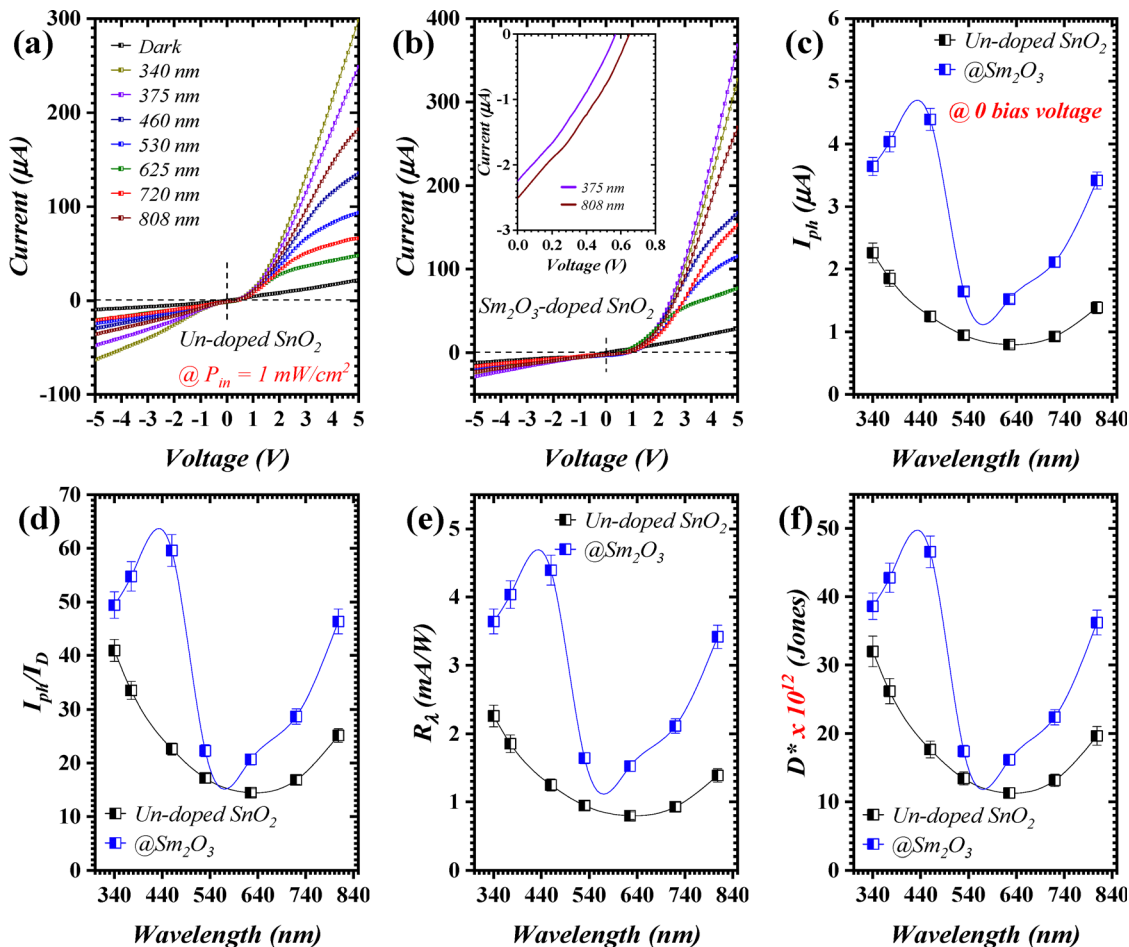 (a)
300
200
100
0
-100
Current (μA)
Dark
340 nm
375 nm
460 nm
530 nm
625 nm
720 nm
808 nm
Un-doped SnO₂
@ Pᵢₙ = 1 mW/cm²
-5 -4 -3 -2 -1 0 1 2 3 4 5
Voltage (V)
(b)
400
300
200
100
0
Current (μA)
0
-1
-2
-3
Current (μA)
375 nm
808 nm
0.0 0.2 0.4 0.6 0.8
Voltage (V)
Sm₂O₃-doped SnO₂
-5 -4 -3 -2 -1 0 1 2 3 4 5
Voltage (V)
(c)
Un-doped SnO₂
@Sm₂O₃
@ 0 bias voltage
6
5
4
3
2
1
0
I_ph (μA)
340 440 540 640 740 840
Wavelength (nm)
(d)
70
60
50
40
30
20
10
0
I_ph/I_D
Un-doped SnO₂
@Sm₂O₃
340 440 540 640 740 840
Wavelength (nm)
(e)
Un-doped SnO₂
@Sm₂O₃
5
4
3
2
1
0
R_λ (mA/W)
340 440 540 640 740 840
Wavelength (nm)
(f)
50
40
30
20
10
0
D* x 10¹² (Jones)
Un-doped SnO₂
@Sm₂O₃
340 440 540 640 740 840
Wavelength (nm)